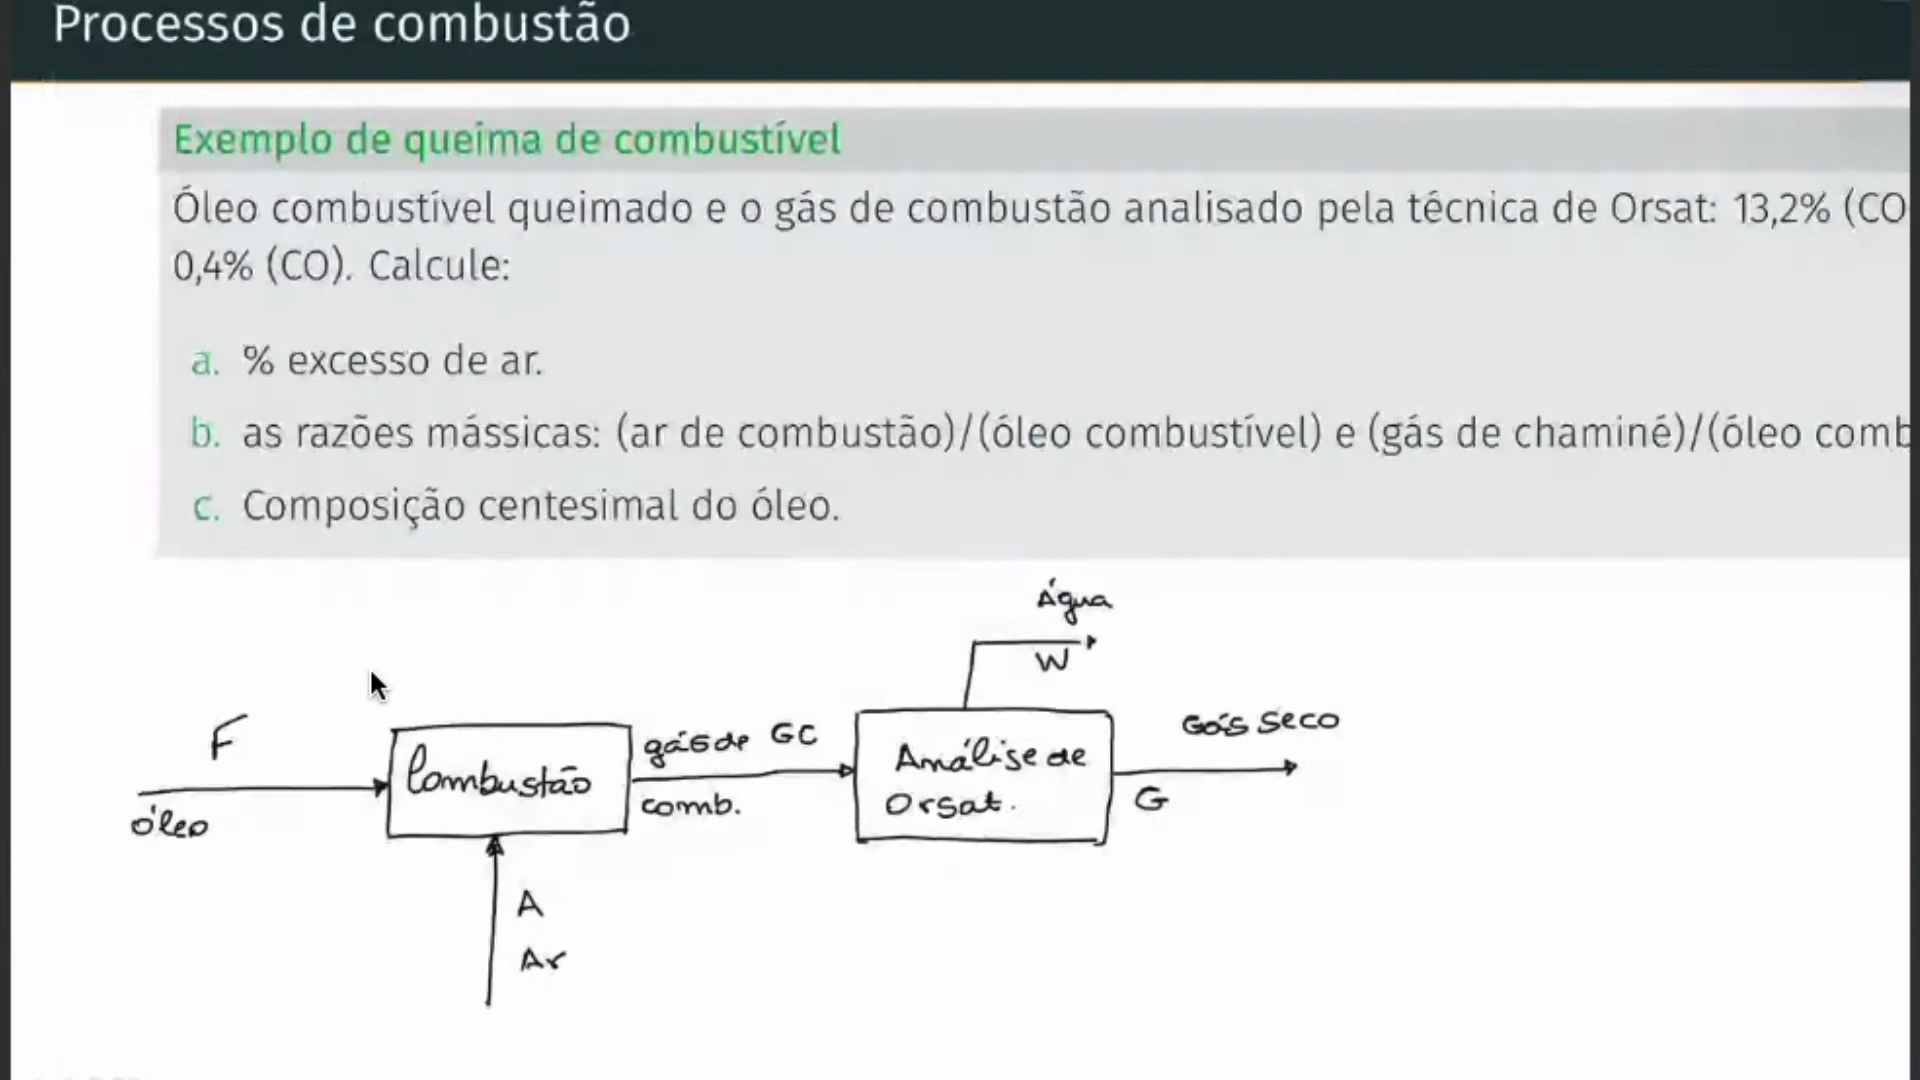 Processos de combustão
Exemplo de queima de combustível
Óleo combustível queimado e o gás de combustão analisado pela técnica de Orsat: 13,2% (CO
0,4% (CO). Calcule:
a. % excesso de ar.
b. as razões mássicas: (ar de combustão)/(óleo combustível) e (gás de chaminé)/(óleo comb
c. Composição centesimal do óleo.
Água
W
F
óleo
Combustão
gás de GC
comb.
Análise de
Orsat.
Gás Seco
G
A
Ar